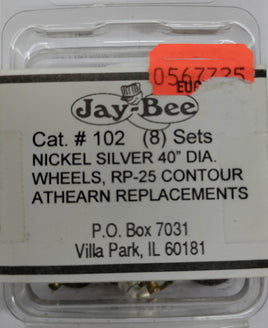 0567725
EU
Jay-Bee
Cat. # 102 (8) Sets
NICKEL SILVER 40" DIA.
WHEELS, RP-25 CONTOUR
ATHEARN REPLACEMENTS
P.O. Box 7031
Villa Park, IL 60181